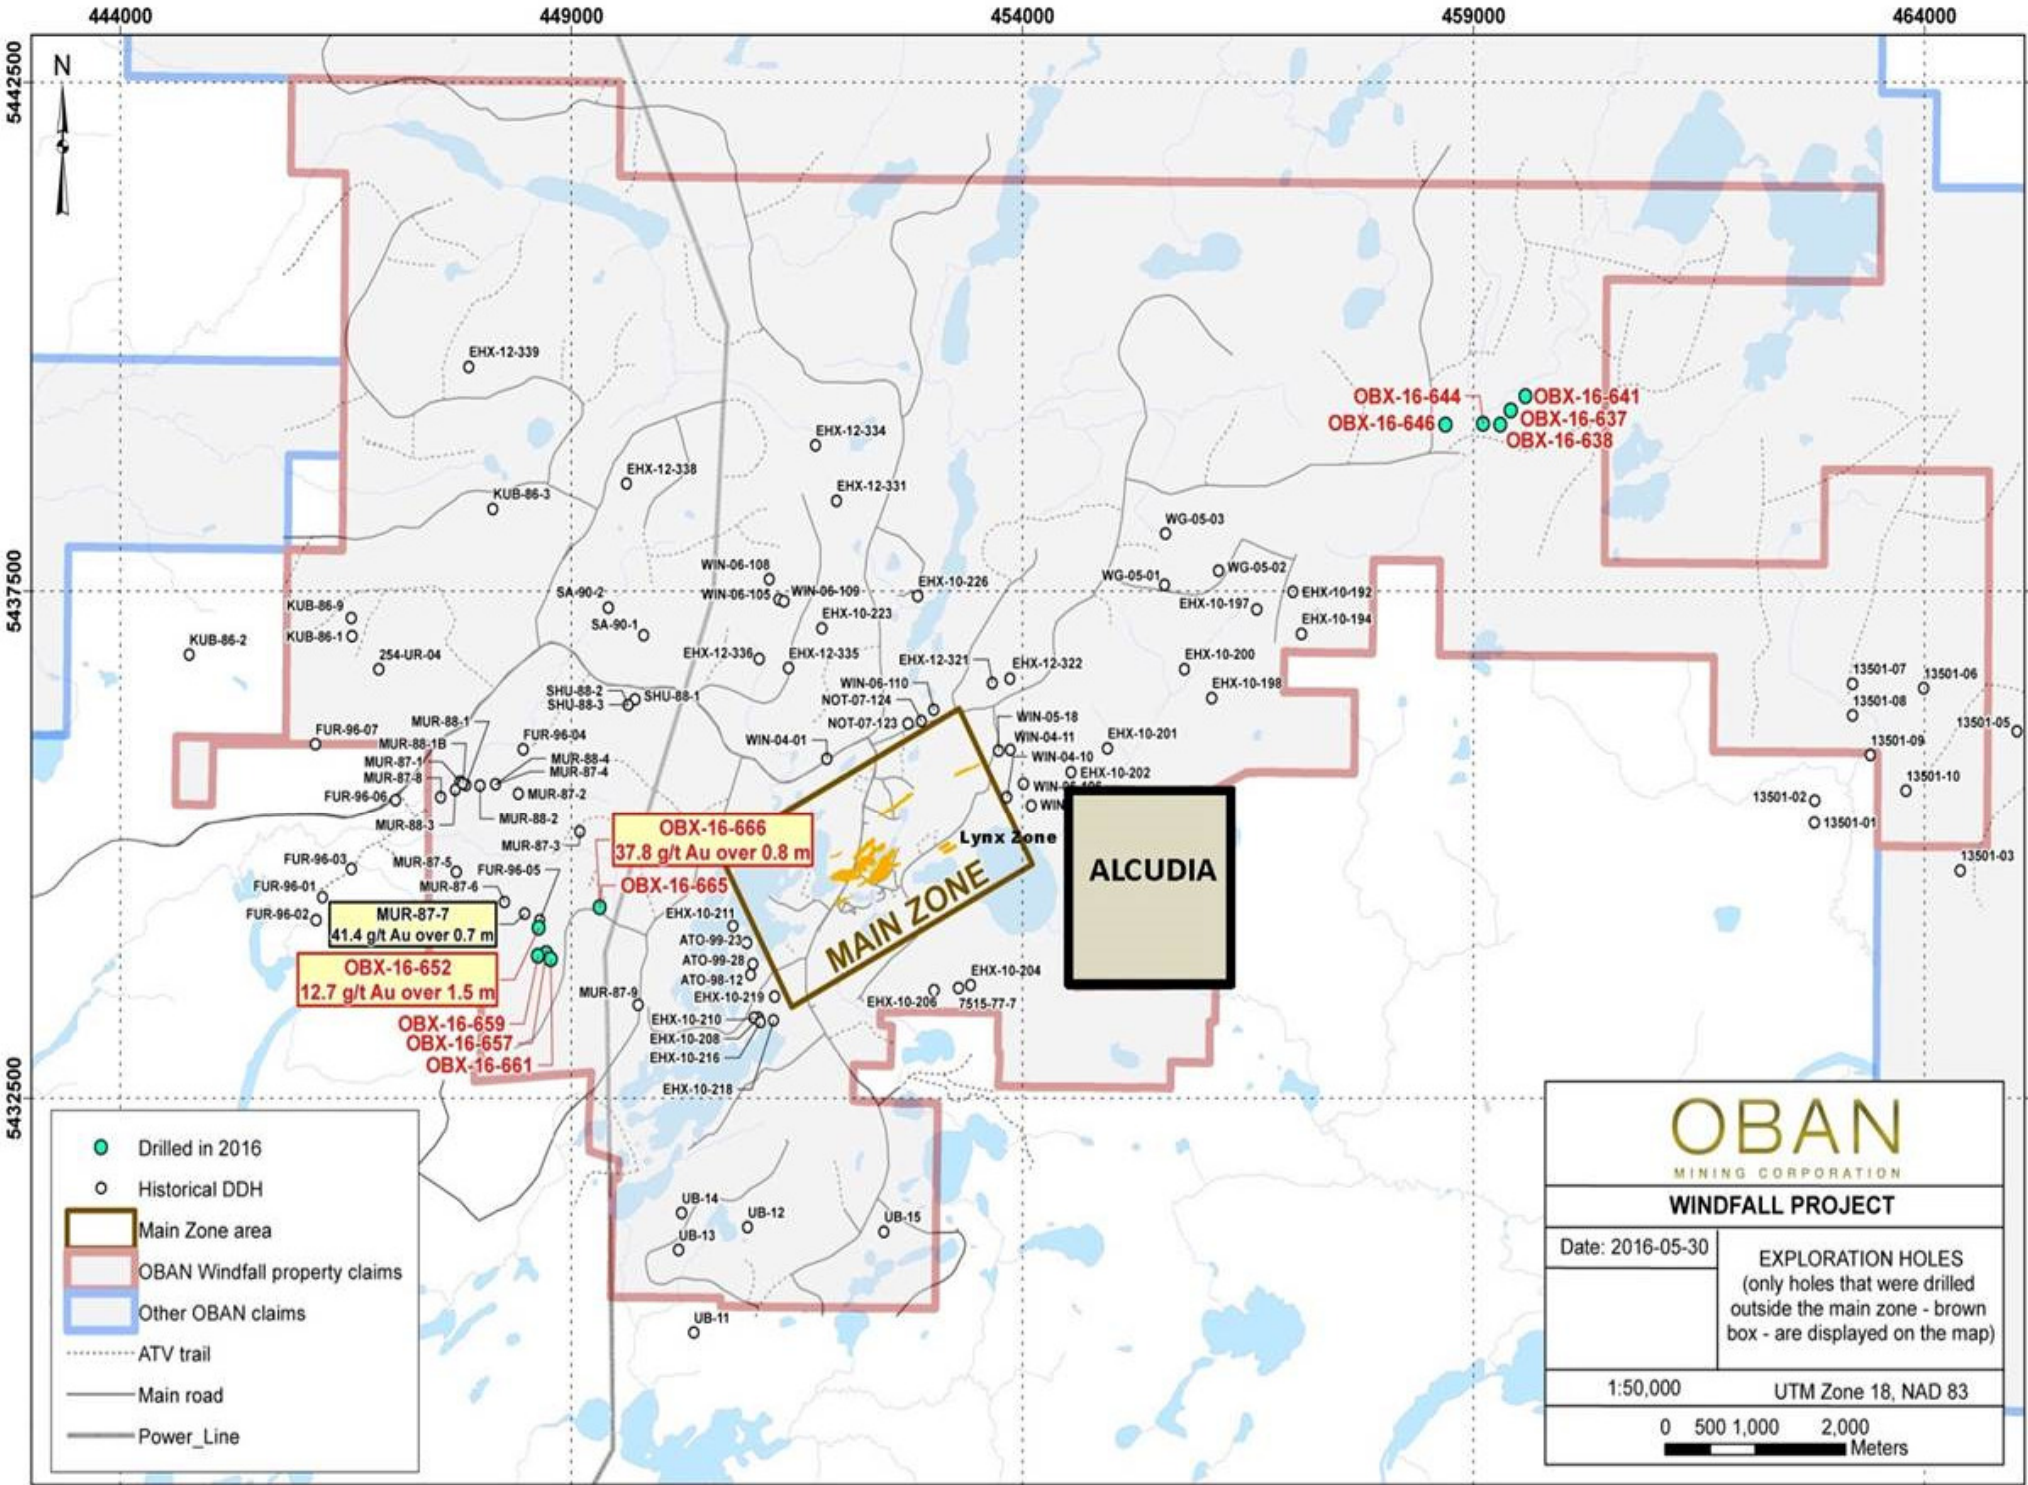 444000
449000
454000
459000
464000
5442500
5437500
5432500
N
EHX-12-339
OBX-16-644
OBX-16-641
OBX-16-646
OBX-16-637
OBX-16-638
EHX-12-334
EHX-12-338
EHX-12-331
KUB-86-3
WG-05-03
WIN-06-108
WG-05-01
WG-05-02
EHX-10-226
WIN-06-105
WIN-06-109
SA-90-2
EHX-10-192
EHX-10-197
KUB-86-9
EHX-10-223
SA-90-1
EHX-10-194
KUB-86-1
KUB-86-2
254-UR-04
EHX-12-336
EHX-12-335
EHX-12-321
EHX-12-322
EHX-10-200
13501-07
13501-06
WIN-06-110
EHX-10-198
SHU-88-2
SHU-88-1
SHU-88-3
NOT-07-124
13501-08
NOT-07-123
WIN-05-18
MUR-88-1
13501-05
FUR-96-07
FUR-96-04
WIN-04-01
WIN-04-11
EHX-10-201
MUR-88-1B
13501-09
MUR-87-1
MUR-88-4
WIN-04-10
MUR-87-8
MUR-87-4
EHX-10-202
13501-10
FUR-96-06
MUR-87-2
WIN
13501-02
MUR-88-3
MUR-88-2
13501-01
OBX-16-666
37.8 g/t Au over 0.8 m
Lynx Zone
MUR-87-3
FUR-96-03
MUR-87-5
FUR-96-05
13501-03
ALCUDIA
FUR-96-01
MUR-87-6
OBX-16-665
MAIN ZONE
FUR-96-02
MUR-87-7
41.4 g/t Au over 0.7 m
EHX-10-211
ATO-99-23
ATO-99-28
OBX-16-652
12.7 g/t Au over 1.5 m
ATO-98-12
EHX-10-204
MUR-87-9
EHX-10-219
EHX-10-206
7515-77-7
OBX-16-659
EHX-10-210
OBX-16-657
EHX-10-208
EHX-10-216
OBX-16-661
EHX-10-218
UB-14
UB-12
UB-15
UB-13
UB-11
Drilled in 2016
Historical DDH
Main Zone area
OBAN Windfall property claims
Other OBAN claims
ATV trail
Main road
Power_Line
OBAN
MINING CORPORATION
WINDFALL PROJECT
Date: 2016-05-30
EXPLORATION HOLES
(only holes that were drilled
outside the main zone - brown
box - are displayed on the map)
1:50,000
UTM Zone 18, NAD 83
0 500 1,000 2,000
Meters